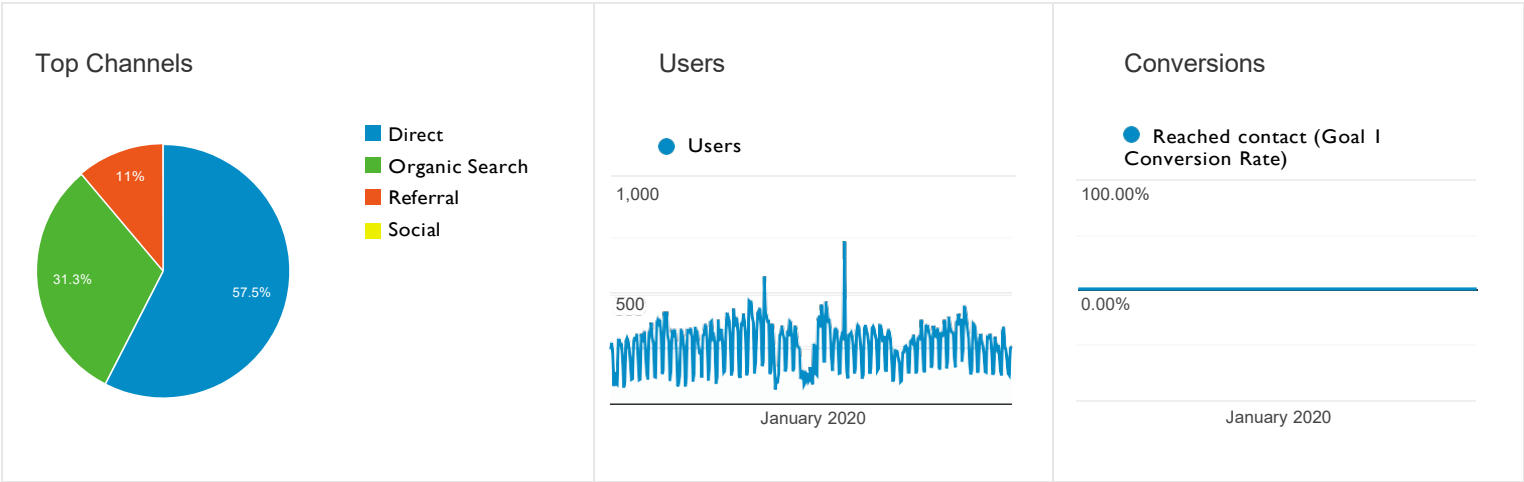 Top Channels
Direct
Organic Search
Referral
Social
11%
31.3%
57.5%
Users
Users
1,000
500
January 2020
Conversions
Reached contact (Goal 1
Conversion Rate)
100.00%
0.00%
January 2020